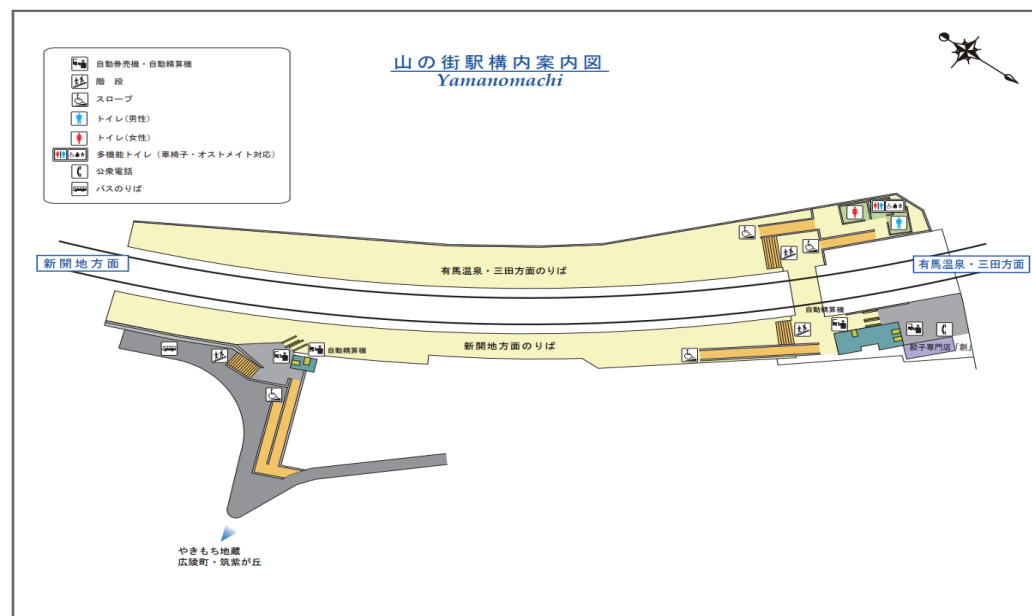 山の街駅構内案内図
Yamanomachi
自動券売機・自動精算機
階 段
スロープ
トイレ(男性)
トイレ(女性)
多機能トイレ（車椅子・オストメイト対応）
公衆電話
バスのりば
新開地方面
有馬温泉・三田方面のりば
有馬温泉・三田方面
自動精算機
新開地方面のりば
自動精算機
餃子専門店「創」
やきもち地蔵
広陵町・筑紫が丘